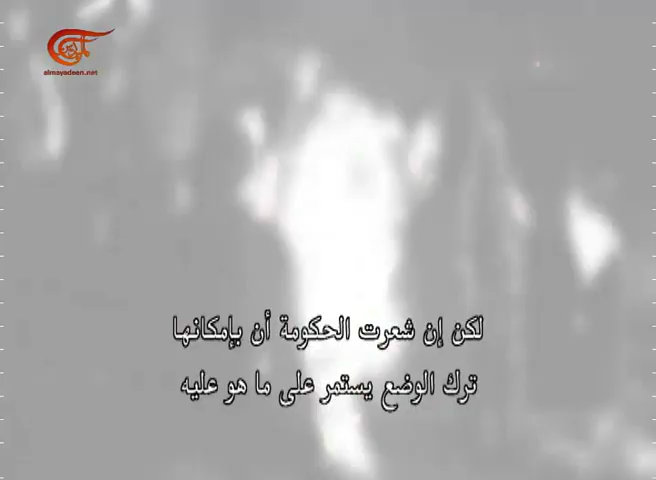 almayadeen.net
لكن إن شعرت الحكومة أن بإمكانها
ترك الوضع يستمر على ما هو عليه